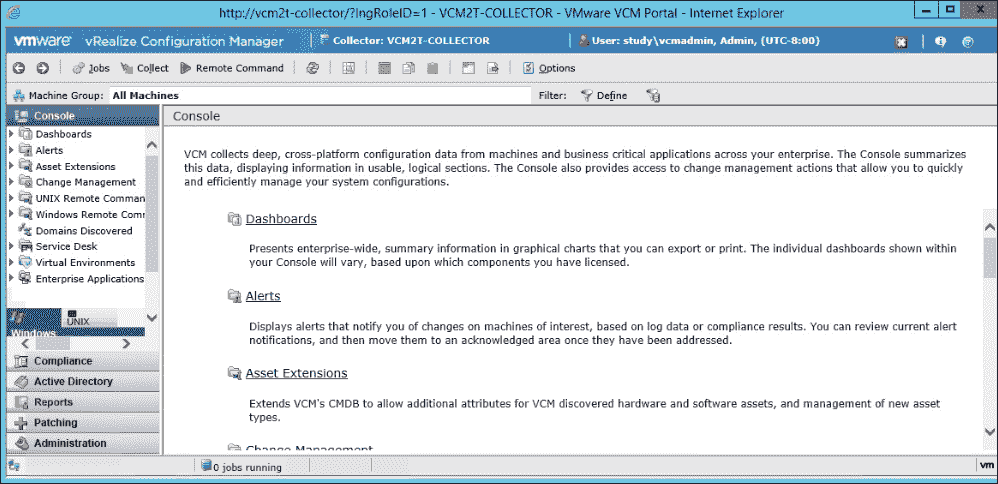 http://vcm2t-collector/?lngRoleID=1 - VCM2T-COLLECTOR - VMware VCM Portal - Internet Explorer
vmware vRealize Configuration Manager Collector: VCM2T-COLLECTOR User: study\vcmadmin, Admin, (UTC-8:00)
Jobs Collect Remote Command Options
Machine Group: All Machines Filter: Define
Console
Dashboards
Alerts
Asset Extensions
Change Management
UNIX Remote Comman
Windows Remote Comm
Domains Discovered
Service Desk
Virtual Environments
Enterprise Applications
Windows
UNIX
Compliance
Active Directory
Reports
Patching
Administration
Console
VCM collects deep, cross-platform configuration data from machines and business critical applications across your enterprise. The Console summarizes
this data, displaying information in usable, logical sections. The Console also provides access to change management actions that allow you to quickly
and efficiently manage your system configurations.
Dashboards
Presents enterprise-wide, summary information in graphical charts that you can export or print. The individual dashboards shown within
your Console will vary, based upon which components you have licensed.
Alerts
Displays alerts that notify you of changes on machines of interest, based on log data or compliance results. You can review current alert
notifications, and then move them to an acknowledged area once they have been addressed.
Asset Extensions
Extends VCM's CMDB to allow additional attributes for VCM discovered hardware and software assets, and management of new asset
types.
Change Management
0 jobs running
vm